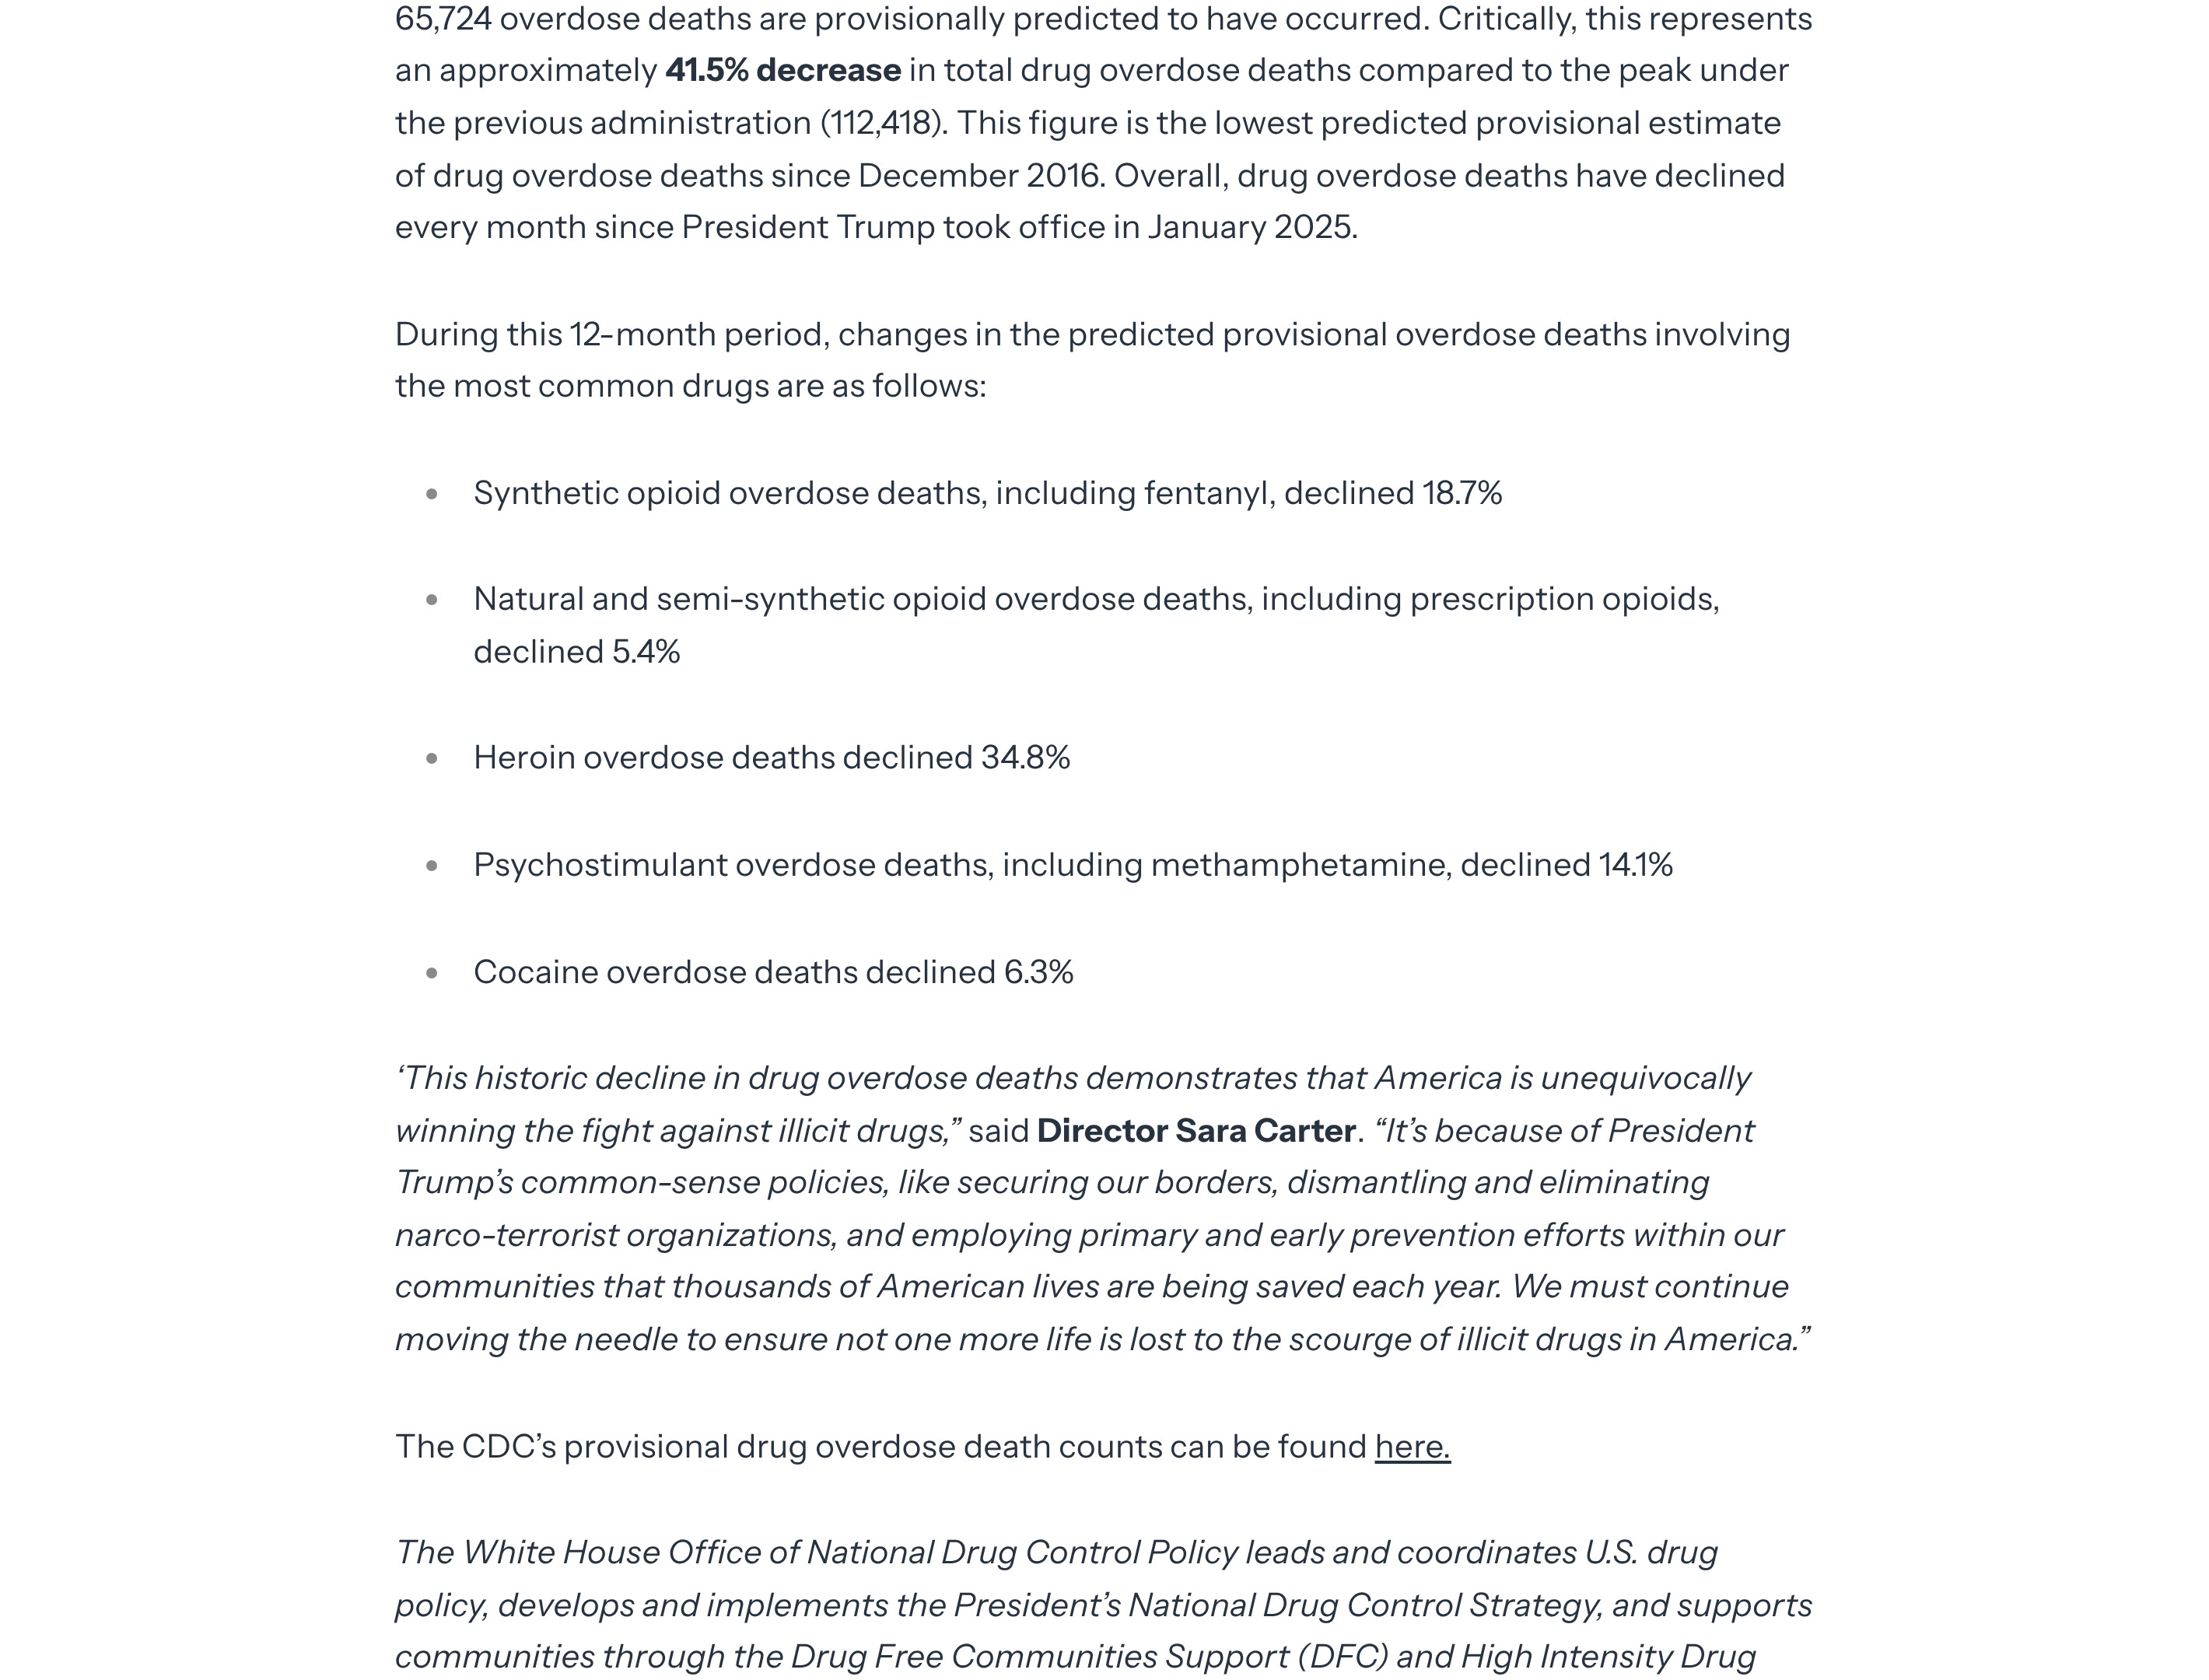 65,724 overdose deaths are provisionally predicted to have occurred. Critically, this represents
an approximately 41.5% decrease in total drug overdose deaths compared to the peak under
the previous administration (112,418). This figure is the lowest predicted provisional estimate
of drug overdose deaths since December 2016. Overall, drug overdose deaths have declined
every month since President Trump took office in January 2025.
During this 12-month period, changes in the predicted provisional overdose deaths involving
the most common drugs are as follows:
• Synthetic opioid overdose deaths, including fentanyl, declined 18.7%
• Natural and semi-synthetic opioid overdose deaths, including prescription opioids,
declined 5.4%
• Heroin overdose deaths declined 34.8%
• Psychostimulant overdose deaths, including methamphetamine, declined 14.1%
• Cocaine overdose deaths declined 6.3%
‘This historic decline in drug overdose deaths demonstrates that America is unequivocally
winning the fight against illicit drugs,” said Director Sara Carter. “It’s because of President
Trump’s common-sense policies, like securing our borders, dismantling and eliminating
narco-terrorist organizations, and employing primary and early prevention efforts within our
communities that thousands of American lives are being saved each year. We must continue
moving the needle to ensure not one more life is lost to the scourge of illicit drugs in America.”
The CDC’s provisional drug overdose death counts can be found here.
The White House Office of National Drug Control Policy leads and coordinates U.S. drug
policy, develops and implements the President’s National Drug Control Strategy, and supports
communities through the Drug Free Communities Support (DFC) and High Intensity Drug